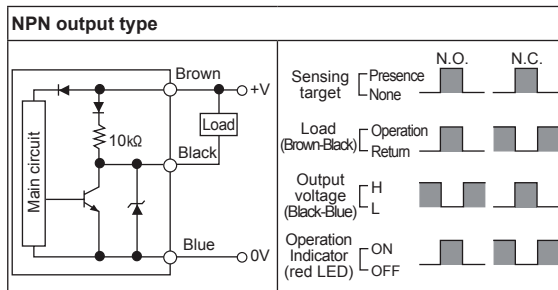 NPN output type
Main circuit
10kΩ
Brown
+V
Load
Black
Blue
0V
N.O.
N.C.
Sensing target
Presence
None
Load
(Brown-Black)
Operation
Return
Output voltage
(Black-Blue)
H
L
Operation Indicator
(red LED)
ON
OFF